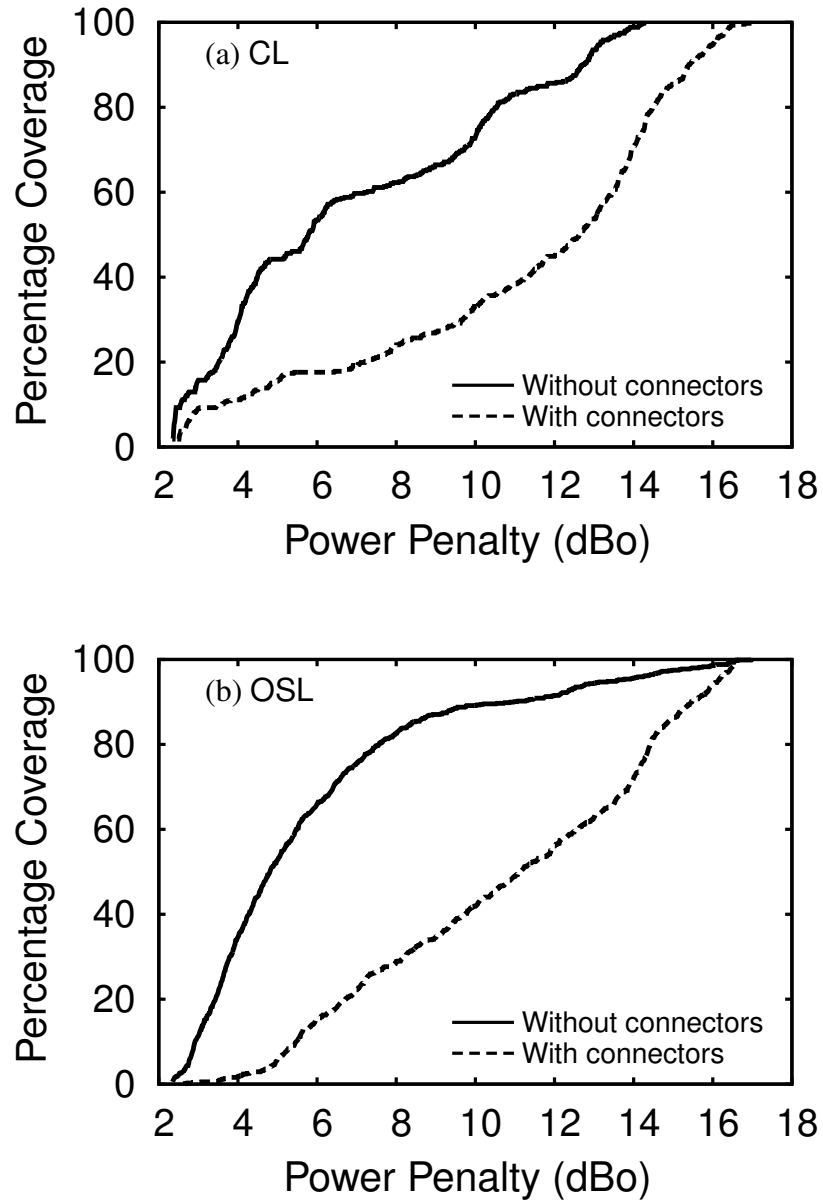 100
(a) CL
80
60
40
20
0
Percentage Coverage
Without connectors
With connectors
2 4 6 8 10 12 14 16 18
Power Penalty (dBo)
100
(b) OSL
80
60
40
20
0
Percentage Coverage
Without connectors
With connectors
2 4 6 8 10 12 14 16 18
Power Penalty (dBo)